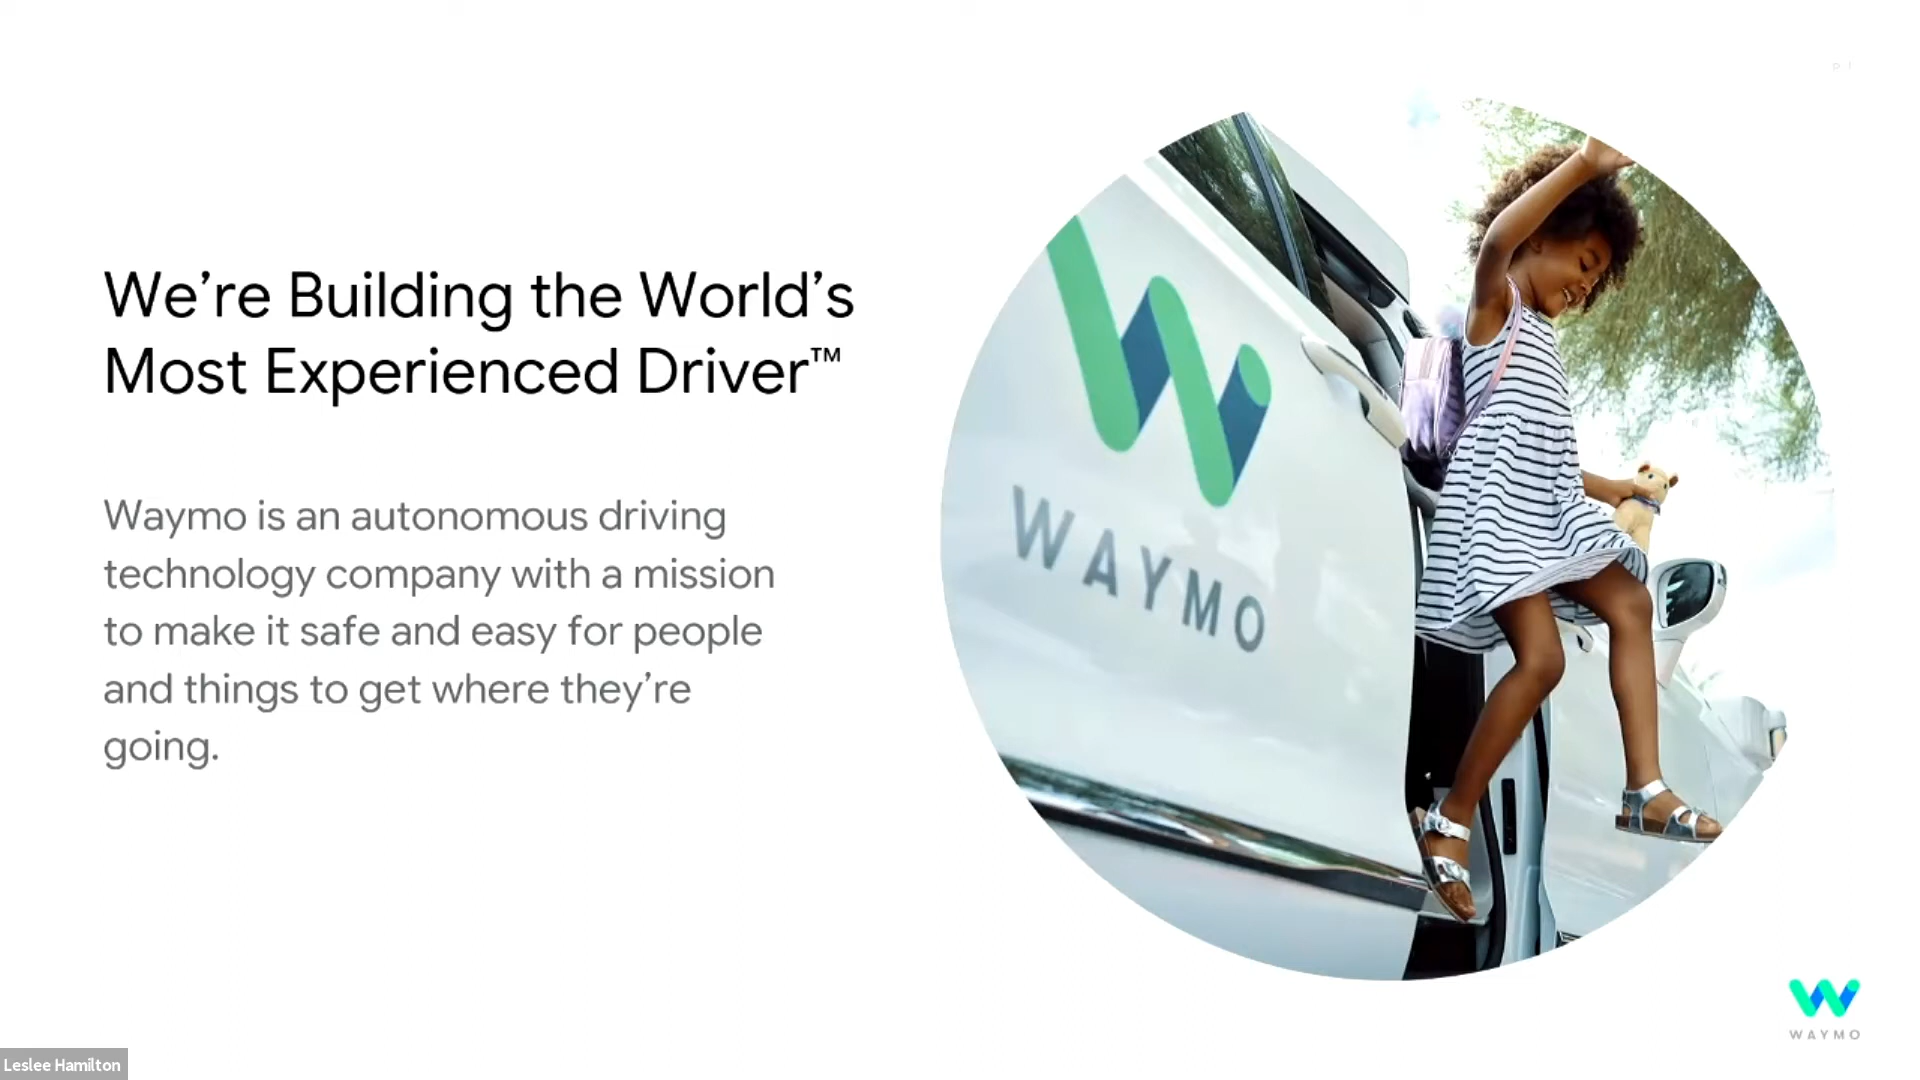 We’re Building the World’s
Most Experienced Driver™
Waymo is an autonomous driving
technology company with a mission
to make it safe and easy for people
and things to get where they’re
going.
WAYMO
WAYMO
Leslee Hamilton